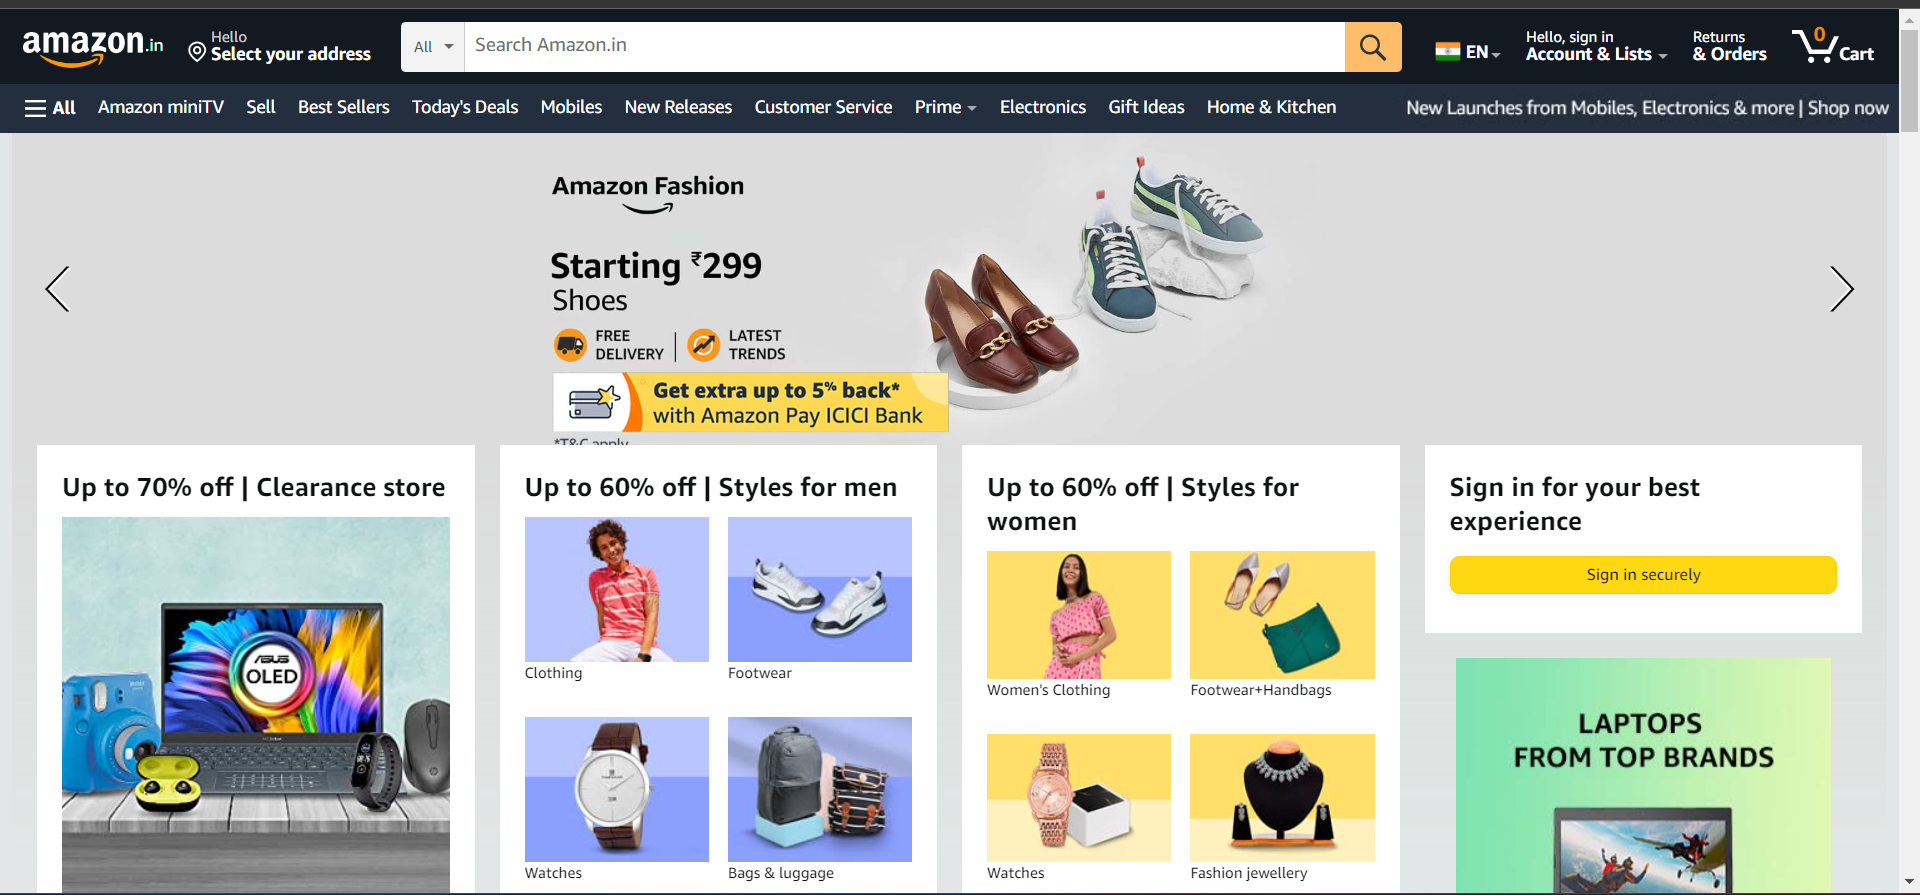 amazon.in
Hello
Select your address
All
Search Amazon.in
EN
Hello, sign in
Account & Lists
Returns
& Orders
0
Cart
All
Amazon miniTV
Sell
Best Sellers
Today's Deals
Mobiles
New Releases
Customer Service
Prime
Electronics
Gift Ideas
Home & Kitchen
New Launches from Mobiles, Electronics & more | Shop now
Amazon Fashion
Starting ₹299
Shoes
FREE
DELIVERY
LATEST
TRENDS
Get extra up to 5% back*
with Amazon Pay ICICI Bank
*T&C apply
Up to 70% off | Clearance store
ASUS
OLED
hp
Up to 60% off | Styles for men
Clothing
Footwear
Watches
Bags & luggage
Up to 60% off | Styles for
women
Women's Clothing
Footwear+Handbags
Watches
Fashion jewellery
Sign in for your best
experience
Sign in securely
LAPTOPS
FROM TOP BRANDS